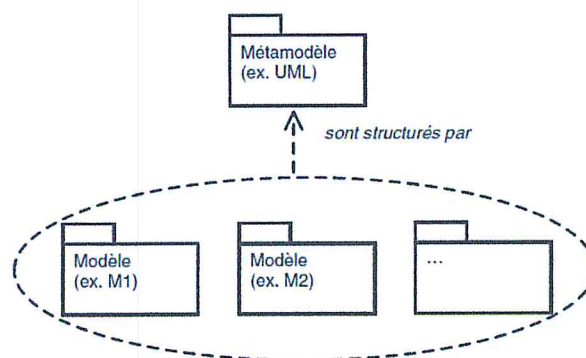 Métamodèle
(ex. UML)
sont structurés par
Modèle
(ex. M1)
Modèle
(ex. M2)
...